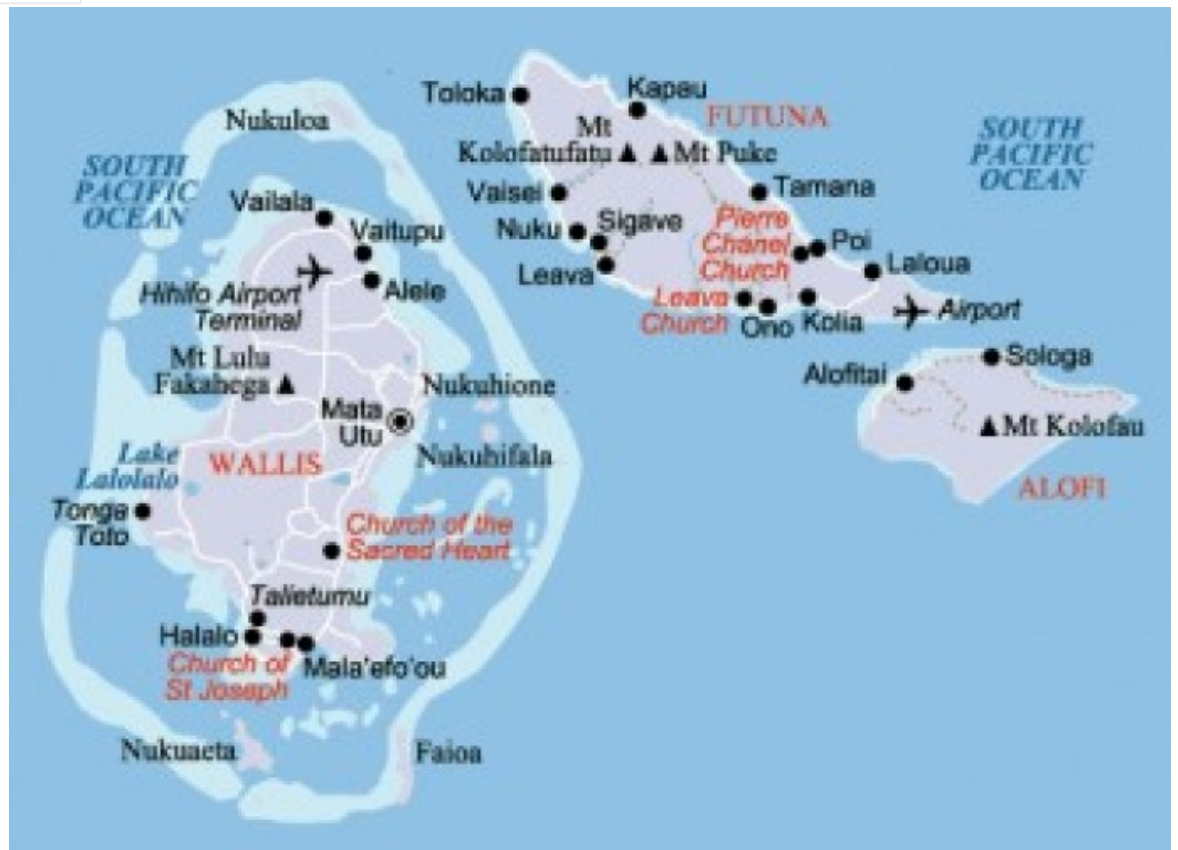 Toloka
Kapau
FUTUNA
Mt
Kolofatufatu
Mt Puke
SOUTH
PACIFIC
OCEAN
Nukuloa
SOUTH
PACIFIC
OCEAN
Vaisei
Tamana
Vailala
Nuku
Sigave
Pierre
Chanel
Church
Poi
Vaitupu
Leava
Laloua
Alele
Hihifo Airport
Terminal
Leava
Church
Ono
Kolia
Airport
Mt Lulu
Fakahega
Nukuhione
Alofitai
Sologa
Mata
Utu
Mt Kolofau
Lake
Lalolalo
WALLIS
Nukuhifala
ALOFI
Tonga
Toto
Church of the
Sacred Heart
Talietumu
Halalo
Church of
St Joseph
Mala'efo'ou
Nukuaeta
Faioa